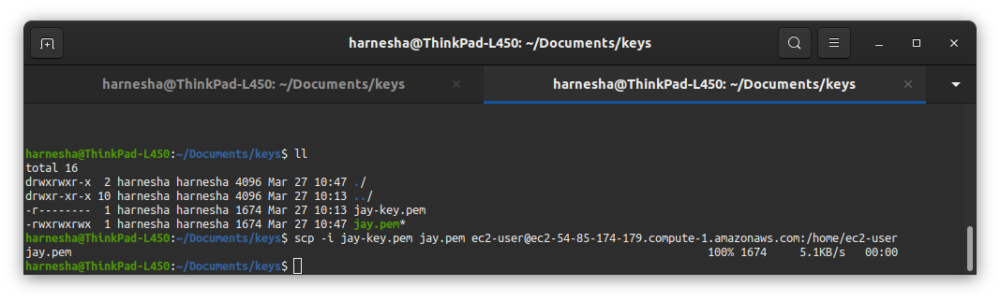 harnesha@ThinkPad-L450: ~/Documents/keys
harnesha@ThinkPad-L450: ~/Documents/keys
harnesha@ThinkPad-L450: ~/Documents/keys
harnesha@ThinkPad-L450:~/Documents/keys$ ll
total 16
drwxrwxr-x  2 harnesha harnesha 4096 Mar 27 10:47 ./
drwxr-xr-x 10 harnesha harnesha 4096 Mar 27 10:13 ../
-r--------  1 harnesha harnesha 1674 Mar 27 10:13 jay-key.pem
-rwxrwxrwx  1 harnesha harnesha 1674 Mar 27 10:47 jay.pem*
harnesha@ThinkPad-L450:~/Documents/keys$ scp -i jay-key.pem jay.pem ec2-user@ec2-54-85-174-179.compute-1.amazonaws.com:/home/ec2-user
jay.pem 100% 1674 5.1KB/s 00:00
harnesha@ThinkPad-L450:~/Documents/keys$